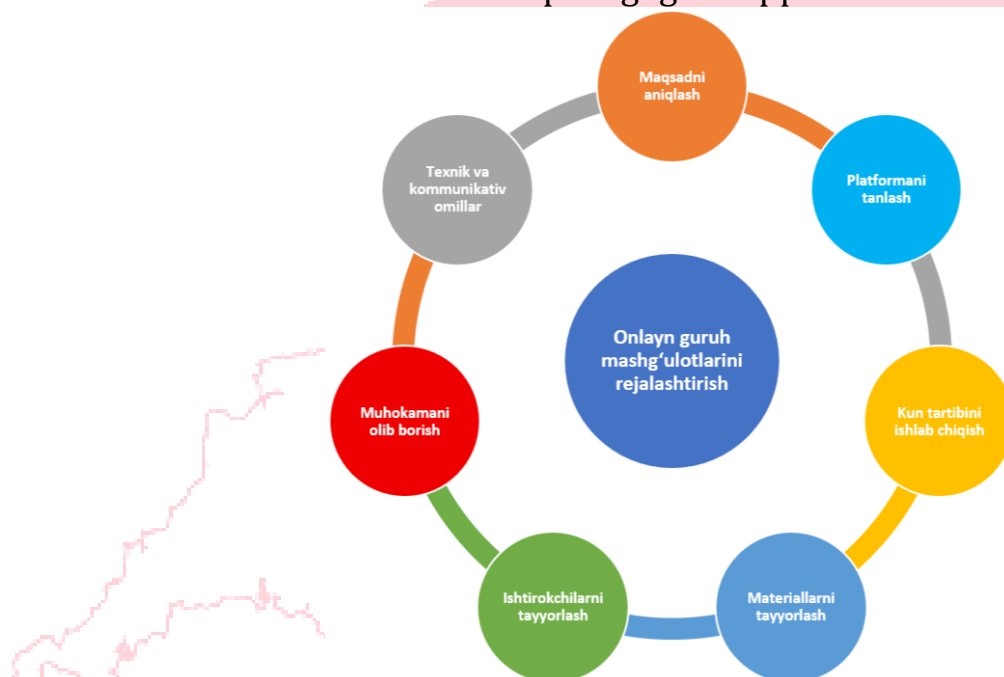 Maqsadni
aniqlash
Platformani
tanlash
Kun tartibini
ishlab chiqish
Materiallarni
tayyorlash
Ishtirokchilarni
tayyorlash
Muhokamani
olib borish
Texnik va
kommunikativ
omillar
Onlayn guruh
mashg‘ulotlarini
rejalashtirish